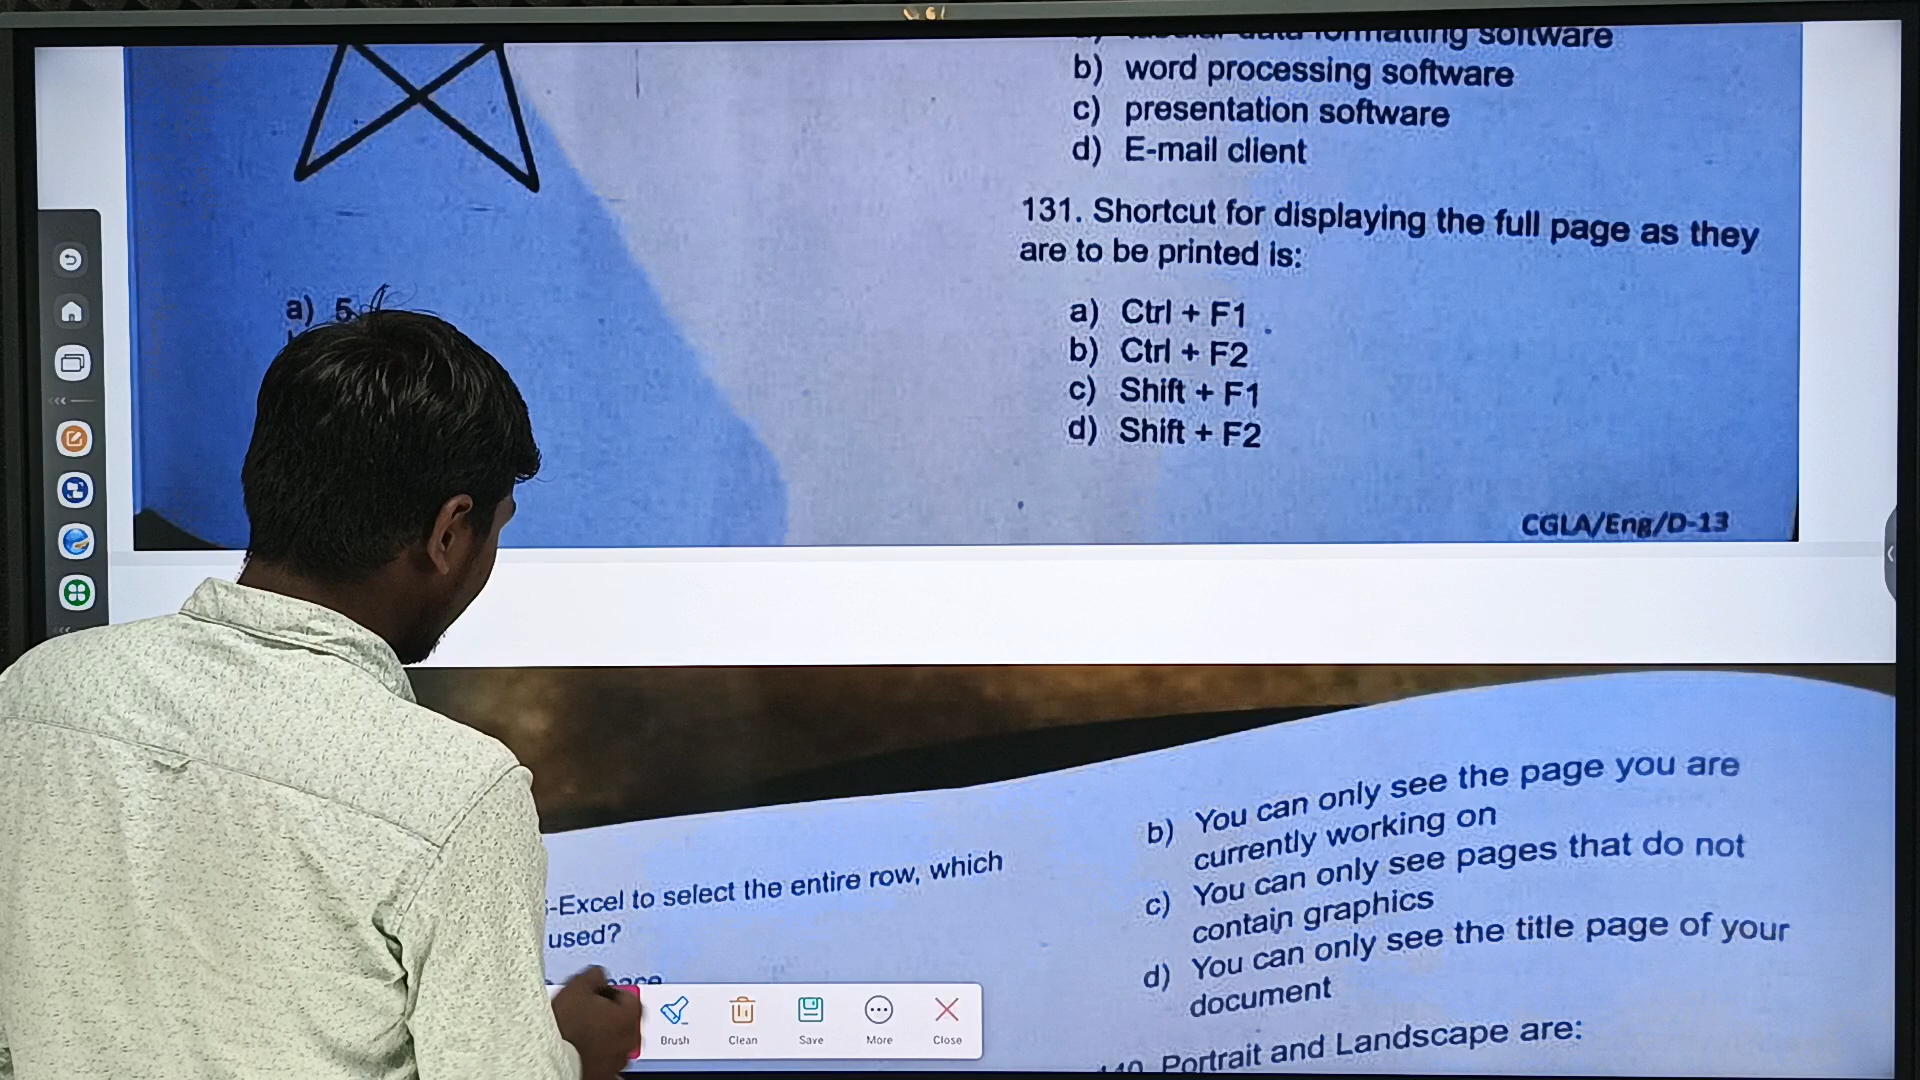 formatting software
b) word processing software
c) presentation software
d) E-mail client
131. Shortcut for displaying the full page as they
are to be printed is:
a) Ctrl + F1
b) Ctrl + F2
c) Shift + F1
d) Shift + F2
CGLA/Eng/D-13
a) 5
-Excel to select the entire row, which
used?
b) You can only see the page you are
currently working on
c) You can only see pages that do not
contain graphics
d) You can only see the title page of your
document
Portrait and Landscape are:
Brush
Clean
Save
More
Close